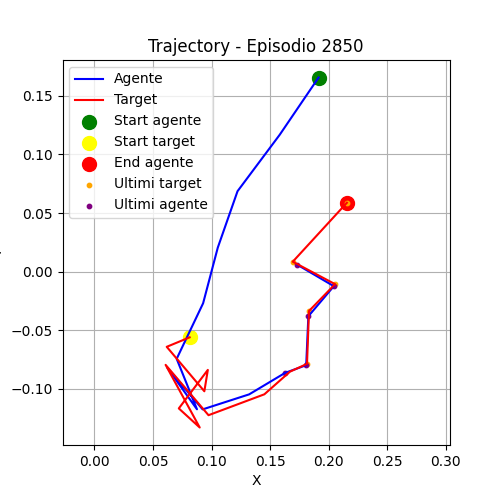 Trajectory - Episodio 2850
Agente
Target
Start agente
Start target
End agente
Ultimi target
Ultimi agente
0.15
0.10
0.05
0.00
−0.05
−0.10
0.00
0.05
0.10
0.15
0.20
0.25
0.30
X